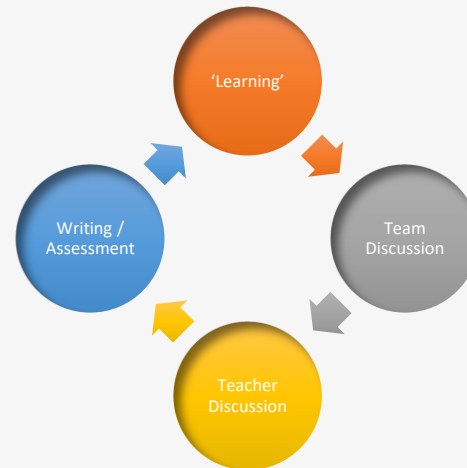 ‘Learning’
Team
Discussion
Teacher
Discussion
Writing /
Assessment